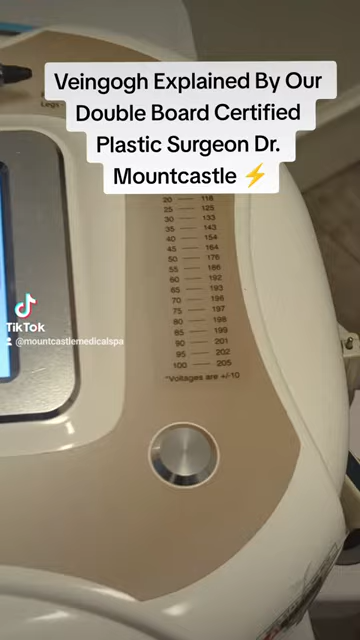 Veingogh Explained By Our
Double Board Certified
Plastic Surgeon Dr.
Mountcastle ⚡
Legs -
20 — 118
25 — 125
30 — 133
35 — 143
40 — 154
45 — 164
50 — 176
55 — 186
60 — 192
65 — 193
70 — 196
75 — 197
80 — 198
85 — 199
90 — 201
95 — 202
100 — 205
*Voltages are +/-10
TikTok
@mountcastlemedicalspa